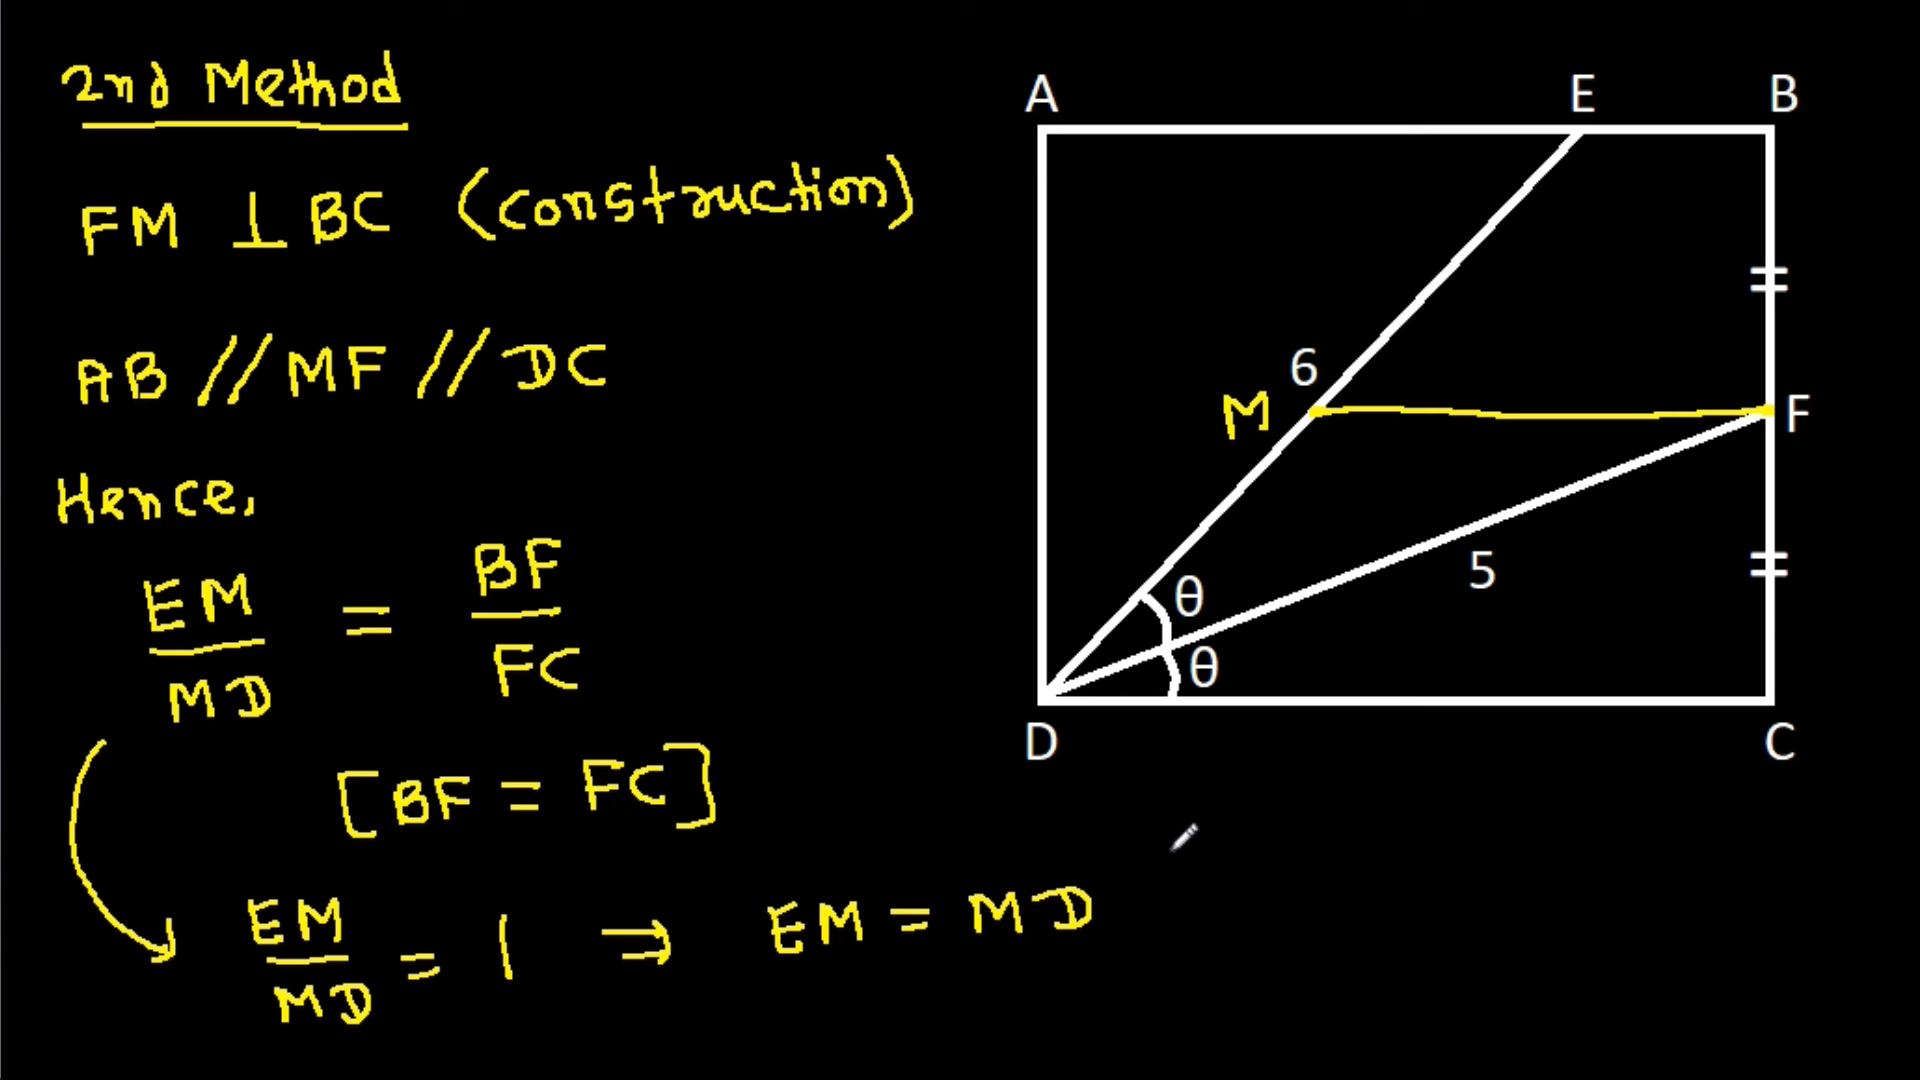 2nd Method
FM ⊥ BC (construction)
AB // MF // DC
Hence,
EM/MD = BF/FC
[BF = FC]
EM/MD = 1 ⇒ EM = MD
A E B
6
M F
θ 5
θ
D C